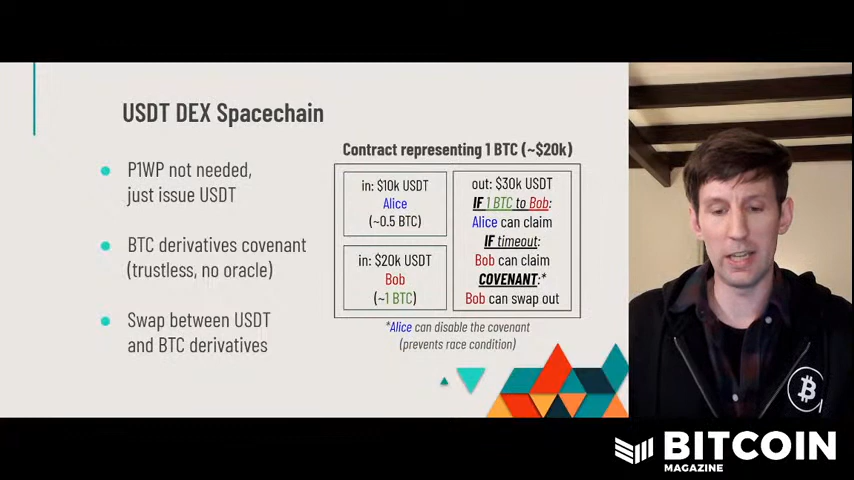 USDT DEX Spacechain
P1WP not needed,
just issue USDT
BTC derivatives covenant
(trustless, no oracle)
Swap between USDT
and BTC derivatives
Contract representing 1 BTC (~$20k)
in: $10k USDT
Alice
(~0.5 BTC)
in: $20k USDT
Bob
(~1 BTC)
out: $30k USDT
IF 1 BTC to Bob:
Alice can claim
IF timeout:
Bob can claim
COVENANT:*
Bob can swap out
*Alice can disable the covenant
(prevents race condition)
BITCOIN
MAGAZINE